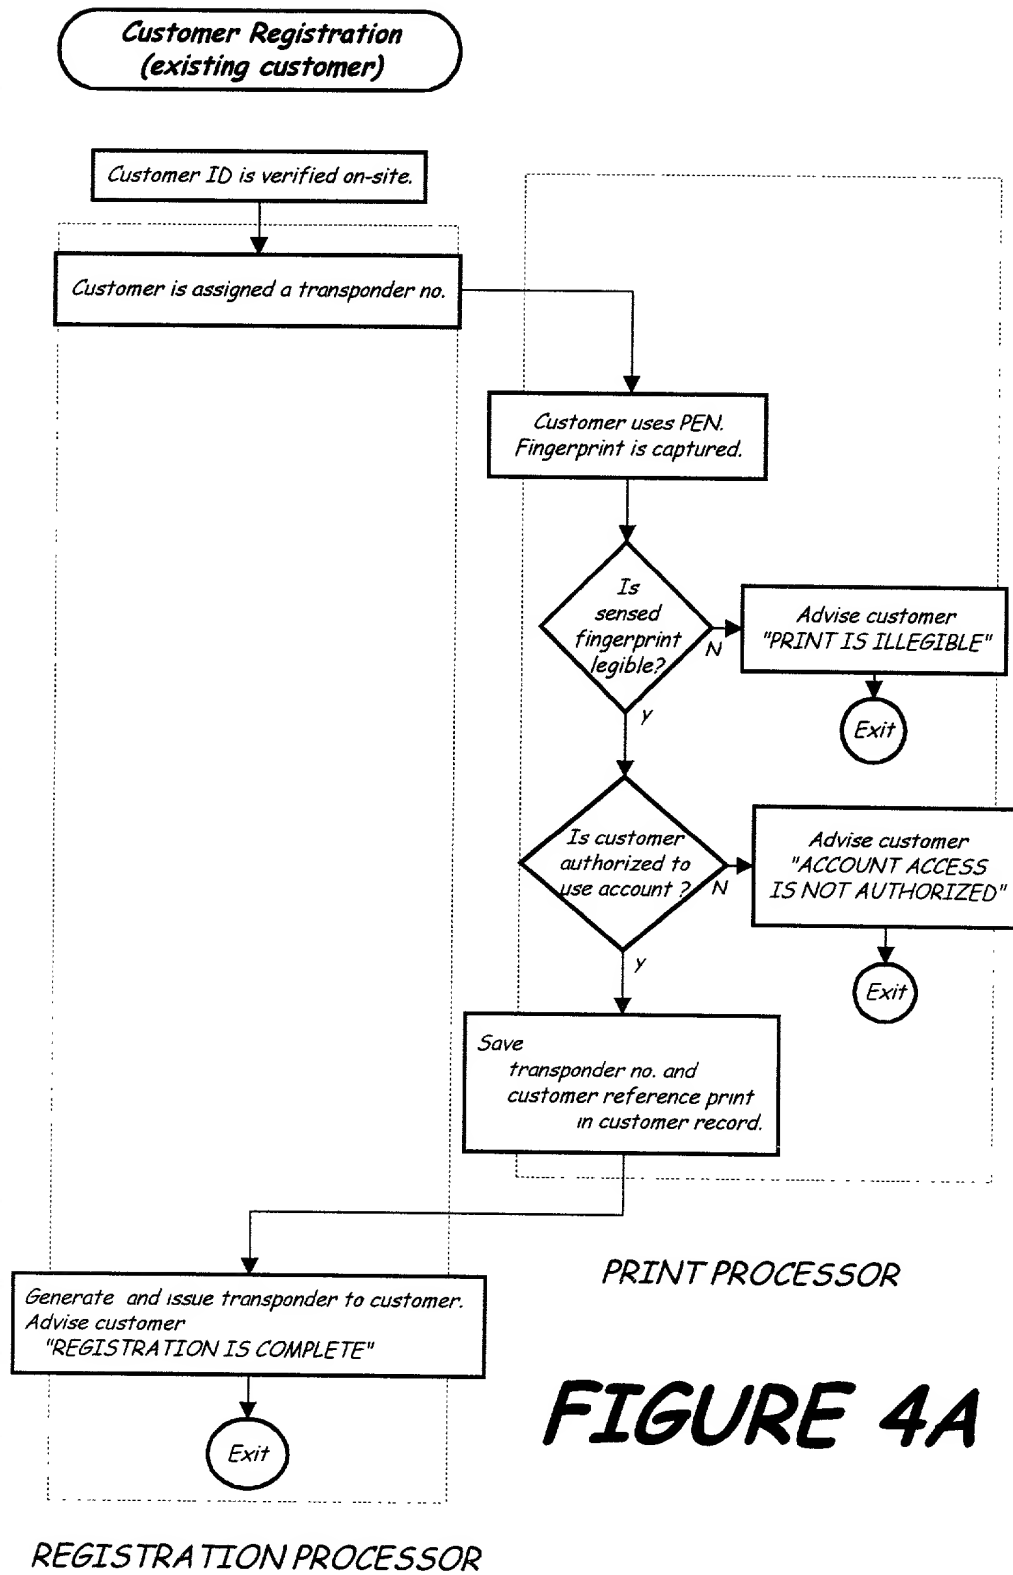 Customer Registration
(existing customer)
Customer ID is verified on-site.
Customer is assigned a transponder no.
Customer uses PEN.
Fingerprint is captured.
Is
sensed
fingerprint
legible?
N
Y
Advise customer
"PRINT IS ILLEGIBLE"
Exit
Is customer
authorized to
use account ?
N
Y
Advise customer
"ACCOUNT ACCESS
IS NOT AUTHORIZED"
Exit
Save
transponder no. and
customer reference print
in customer record.
PRINT PROCESSOR
Generate and issue transponder to customer.
Advise customer
"REGISTRATION IS COMPLETE"
Exit
FIGURE 4A
REGISTRATION PROCESSOR